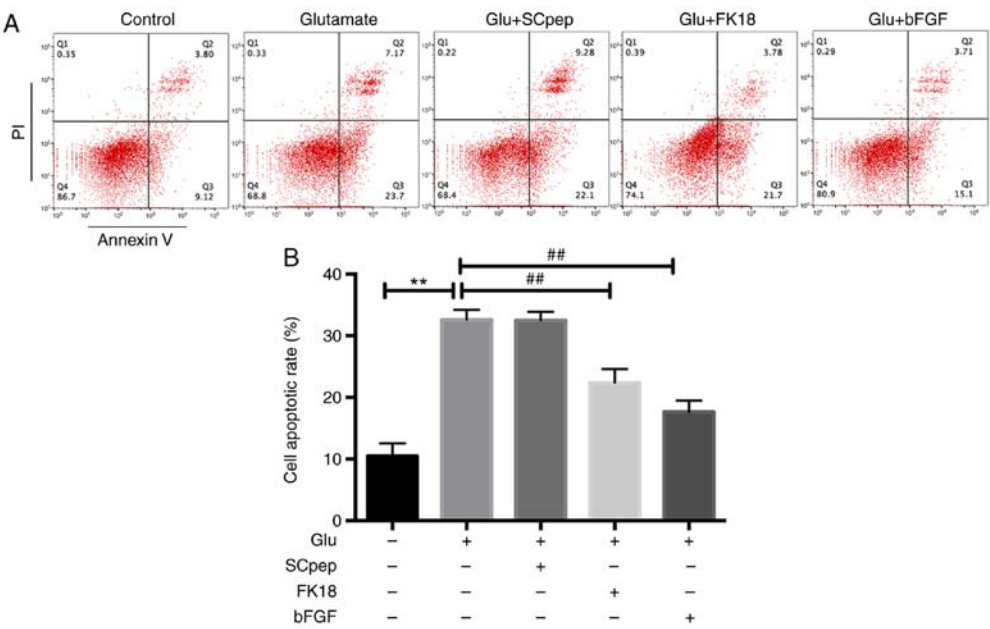 A
Control
Glutamate
Glu+SCpep
Glu+FK18
Glu+bFGF
Q1
0.35
Q2
3.80
Q4
86.7
Q3
9.12
Q1
0.33
Q2
7.17
Q4
68.8
Q3
23.7
Q1
0.22
Q2
9.28
Q4
68.4
Q3
22.1
Q1
0.39
Q2
3.78
Q4
74.1
Q3
21.7
Q1
0.29
Q2
3.71
Q4
80.9
Q3
15.1
PI
Annexin V
B
##
##
**
Cell apoptotic rate (%)
40
30
20
10
0
Glu – + + + +
SCpep – – + – –
FK18 – – – + –
bFGF – – – – +